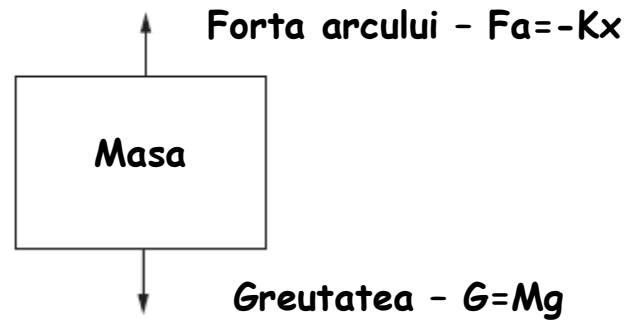 Forta arcului - Fa=-Kx
Masa
Greutatea - G=Mg